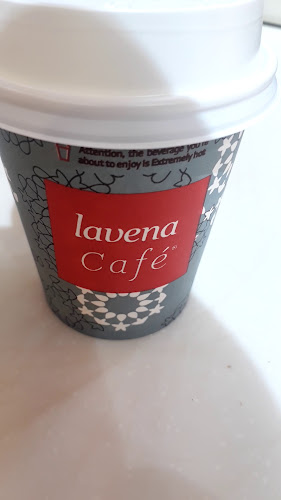 Attention, the beverage you're
about to enjoy is Extremely hot
lavena
Café